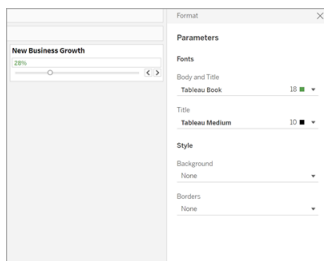 Format
Parameters
New Business Growth
28%
Fonts
Body and Title
Tableau Book 18
Title
Tableau Medium 10
Style
Background
None
Borders
None